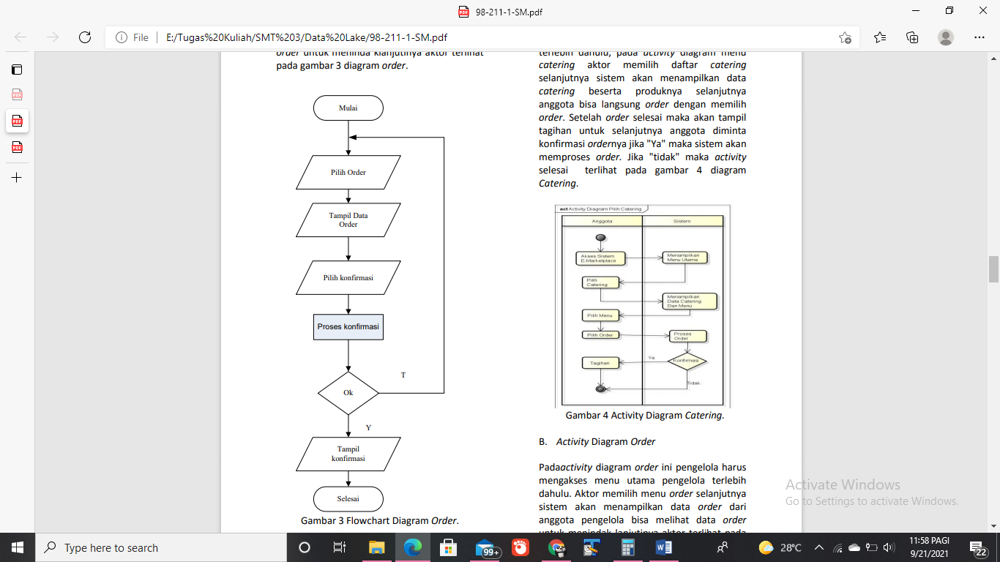 98-211-1-SM.pdf
File
E:/Tugas%20Kuliah/SMT%203/Data%20Lake/98-211-1-SM.pdf
order untuk meninda klanjutinya aktor terlihat
pada gambar 3 diagram order.
Mulai
Pilih Order
Tampil Data
Order
Pilih konfirmasi
Proses konfirmasi
T
Ok
Y
Tampil
konfirmasi
Selesai
Gambar 3 Flowchart Diagram Order.
terlebih dahulu, pada activity diagram menu
catering aktor memilih daftar catering
selanjutnya sistem akan menampilkan data
catering beserta produknya selanjutnya
anggota bisa langsung order dengan memilih
order. Setelah order selesai maka akan tampil
tagihan untuk selanjutnya anggota diminta
konfirmasi ordernya jika "Ya" maka sistem akan
memproses order. Jika "tidak" maka activity
selesai terlihat pada gambar 4 diagram
Catering.
act Activity Diagram Pilih Catering
Anggota
Sistem
Akses Sistem
E.Marketplace
Menampilkan
Menu Utama
Pilih
Catering
Menampilkan
Data Catering
Dan Menu
Pilih Menu
Pilih Order
Proses
Order
Tagihan
Ya
Konfirmasi
Tidak
Gambar 4 Activity Diagram Catering.
B. Activity Diagram Order
Padaactivity diagram order ini pengelola harus
mengakses menu utama pengelola terlebih
dahulu. Aktor memilih menu order selanjutnya
sistem akan menampilkan data order dari
anggota pengelola bisa melihat data order
untuk menindak lanjutinya aktor terlihat pada
Activate Windows
Go to Settings to activate Windows.
Type here to search
99+
28°C
11:58 PAGI
9/21/2021
22